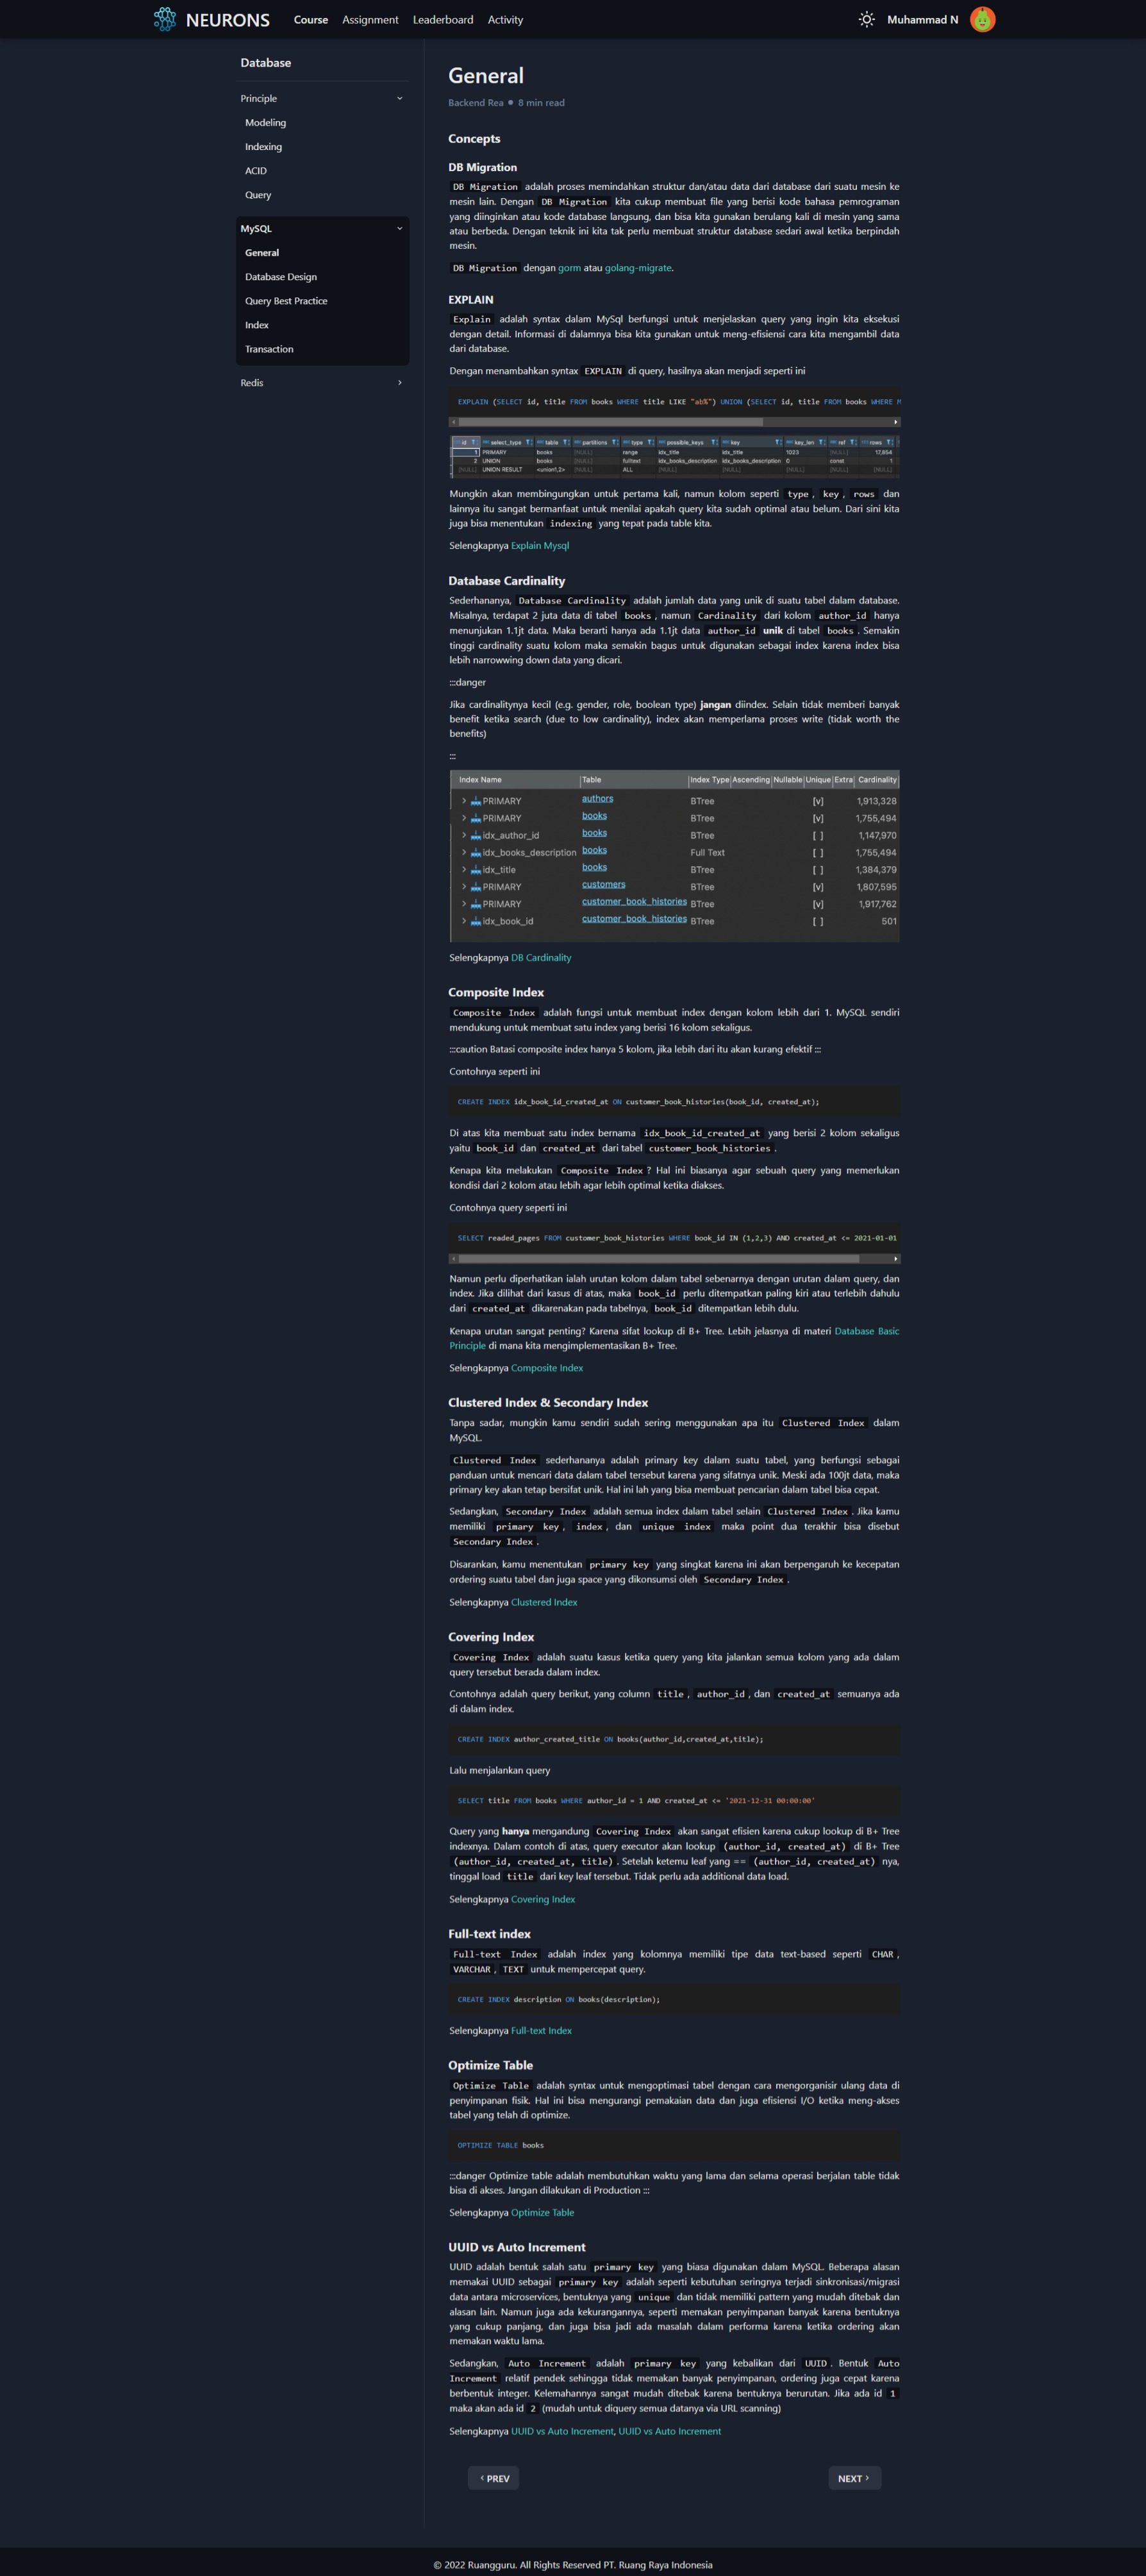 NEURONS Course Assignment Leaderboard Activity Muhammad N
Database
Principle
Modeling
Indexing
ACID
Query
MySQL
General
Database Design
Query Best Practice
Index
Transaction
Redis
General
Backend Rea • 8 min read
Concepts
DB Migration
DB Migration adalah proses memindahkan struktur dan/atau data dari database dari suatu mesin ke
mesin lain. Dengan DB Migration kita cukup membuat file yang berisi kode bahasa pemrograman
yang diinginkan atau kode database langsung, dan bisa kita gunakan berulang kali di mesin yang sama
atau berbeda. Dengan teknik ini kita tak perlu membuat struktur database sedari awal ketika berpindah
mesin.
DB Migration dengan gorm atau golang-migrate.
EXPLAIN
Explain adalah syntax dalam MySql berfungsi untuk menjelaskan query yang ingin kita eksekusi
dengan detail. Informasi di dalamnya bisa kita gunakan untuk meng-efisiensi cara kita mengambil data
dari database.
Dengan menambahkan syntax EXPLAIN di query, hasilnya akan menjadi seperti ini
EXPLAIN (SELECT id, title FROM books WHERE title LIKE "ab%") UNION (SELECT id, title FROM books WHERE
id select_type table partitions type possible_keys key key_len ref rows
1 PRIMARY books [NULL] range idx_title idx_title 1023 [NULL] 17,854
2 UNION books [NULL] fulltext idx_books_description idx_books_description 0 const 1
[NULL] UNION RESULT <union1,2> [NULL] ALL [NULL] [NULL] [NULL] [NULL] [NULL]
Mungkin akan membingungkan untuk pertama kali, namun kolom seperti type, key, rows dan
lainnya itu sangat bermanfaat untuk menilai apakah query kita sudah optimal atau belum. Dari sini kita
juga bisa menentukan indexing yang tepat pada table kita.
Selengkapnya Explain Mysql
Database Cardinality
Sederhananya, Database Cardinality adalah jumlah data yang unik di suatu tabel dalam database.
Misalnya, terdapat 2 juta data di tabel books, namun Cardinality dari kolom author_id hanya
menunjukan 1.1jt data. Maka berarti hanya ada 1.1jt data author_id unik di tabel books. Semakin
tinggi cardinality suatu kolom maka semakin bagus untuk digunakan sebagai index karena index bisa
lebih narrowwing down data yang dicari.
:::danger
Jika cardinalitynya kecil (e.g. gender, role, boolean type) jangan diindex. Selain tidak memberi banyak
benefit ketika search (due to low cardinality), index akan memperlama proses write (tidak worth the
benefits)
:::
Index Name Table Index Type Ascending Nullable Unique Extra Cardinality
PRIMARY authors BTree [v] 1,913,328
PRIMARY books BTree [v] 1,755,494
idx_author_id books BTree [ ] 1,147,970
idx_books_description books Full Text [ ] 1,755,494
idx_title books BTree [ ] 1,384,379
PRIMARY customers BTree [v] 1,807,595
PRIMARY customer_book_histories BTree [v] 1,917,762
idx_book_id customer_book_histories BTree [ ] 501
Selengkapnya DB Cardinality
Composite Index
Composite Index adalah fungsi untuk membuat index dengan kolom lebih dari 1. MySQL sendiri
mendukung untuk membuat satu index yang berisi 16 kolom sekaligus.
:::caution Batasi composite index hanya 5 kolom, jika lebih dari itu akan kurang efektif :::
Contohnya seperti ini
CREATE INDEX idx_book_id_created_at ON customer_book_histories(book_id, created_at);
Di atas kita membuat satu index bernama idx_book_id_created_at yang berisi 2 kolom sekaligus
yaitu book_id dan created_at dari tabel customer_book_histories.
Kenapa kita melakukan Composite Index? Hal ini biasanya agar sebuah query yang memerlukan
kondisi dari 2 kolom atau lebih agar lebih optimal ketika diakses.
Contohnya query seperti ini
SELECT readed_pages FROM customer_book_histories WHERE book_id IN (1,2,3) AND created_at <= 2021-01-01
Namun perlu diperhatikan ialah urutan kolom dalam tabel sebenarnya dengan urutan dalam query, dan
index. Jika dilihat dari kasus di atas, maka book_id perlu ditempatkan paling kiri atau terlebih dahulu
dari created_at dikarenakan pada tabelnya, book_id ditempatkan lebih dulu.
Kenapa urutan sangat penting? Karena sifat lookup di B+ Tree. Lebih jelasnya di materi Database Basic
Principle di mana kita mengimplementasikan B+ Tree.
Selengkapnya Composite Index
Clustered Index & Secondary Index
Tanpa sadar, mungkin kamu sendiri sudah sering menggunakan apa itu Clustered Index dalam
MySQL.
Clustered Index sederhananya adalah primary key dalam suatu tabel, yang berfungsi sebagai
panduan untuk mencari data dalam tabel tersebut karena yang sifatnya unik. Meski ada 100jt data, maka
primary key akan tetap bersifat unik. Hal ini lah yang bisa membuat pencarian dalam tabel bisa cepat.
Sedangkan, Secondary Index adalah semua index dalam tabel selain Clustered Index. Jika kamu
memiliki primary key, index, dan unique index maka point dua terakhir bisa disebut
Secondary Index.
Disarankan, kamu menentukan primary key yang singkat karena ini akan berpengaruh ke kecepatan
ordering suatu tabel dan juga space yang dikonsumsi oleh Secondary Index.
Selengkapnya Clustered Index
Covering Index
Covering Index adalah suatu kasus ketika query yang kita jalankan semua kolom yang ada dalam
query tersebut berada dalam index.
Contohnya adalah query berikut, yang column title, author_id, dan created_at semuanya ada
di dalam index.
CREATE INDEX author_created_title ON books(author_id,created_at,title);
Lalu menjalankan query
SELECT title FROM books WHERE author_id = 1 AND created_at <= '2021-12-31 00:00:00'
Query yang hanya mengandung Covering Index akan sangat efisien karena cukup lookup di B+ Tree
indexnya. Dalam contoh di atas, query executor akan lookup (author_id, created_at) di B+ Tree
(author_id, created_at, title). Setelah ketemu leaf yang == (author_id, created_at) nya,
tinggal load title dari key leaf tersebut. Tidak perlu ada additional data load.
Selengkapnya Covering Index
Full-text index
Full-text Index adalah index yang kolomnya memiliki tipe data text-based seperti CHAR,
VARCHAR, TEXT untuk mempercepat query.
CREATE INDEX description ON books(description);
Selengkapnya Full-text Index
Optimize Table
Optimize Table adalah syntax untuk mengoptimasi tabel dengan cara mengorganisir ulang data di
penyimpanan fisik. Hal ini bisa mengurangi pemakaian data dan juga efisiensi I/O ketika meng-akses
tabel yang telah di optimize.
OPTIMIZE TABLE books
:::danger Optimize table adalah membutuhkan waktu yang lama dan selama operasi berjalan table tidak
bisa di akses. Jangan dilakukan di Production :::
Selengkapnya Optimize Table
UUID vs Auto Increment
UUID adalah bentuk salah satu primary key yang biasa digunakan dalam MySQL. Beberapa alasan
memakai UUID sebagai primary key adalah seperti kebutuhan seringnya terjadi sinkronisasi/migrasi
data antara microservices, bentuknya yang unique dan tidak memiliki pattern yang mudah ditebak dan
alasan lain. Namun juga ada kekurangannya, seperti memakan penyimpanan banyak karena bentuknya
yang cukup panjang, dan juga bisa jadi ada masalah dalam performa karena ketika ordering akan
memakan waktu lama.
Sedangkan, Auto Increment adalah primary key yang kebalikan dari UUID. Bentuk Auto
Increment relatif pendek sehingga tidak memakan banyak penyimpanan, ordering juga cepat karena
berbentuk integer. Kelemahannya sangat mudah ditebak karena bentuknya berurutan. Jika ada id 1
maka akan ada id 2 (mudah untuk diquery semua datanya via URL scanning)
Selengkapnya UUID vs Auto Increment, UUID vs Auto Increment
PREV NEXT
© 2022 Ruangguru. All Rights Reserved PT. Ruang Raya Indonesia